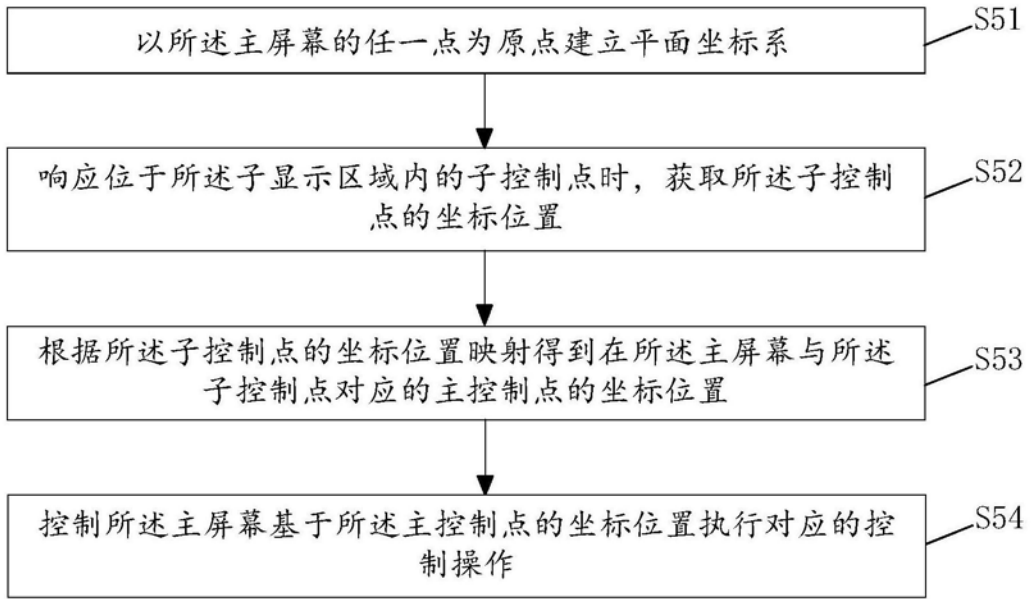 以所述主屏幕的任一点为原点建立平面坐标系
S51
响应位于所述子显示区域内的子控制点时，获取所述子控制
点的坐标位置
S52
根据所述子控制点的坐标位置映射得到在所述主屏幕与所述
子控制点对应的主控制点的坐标位置
S53
控制所述主屏幕基于所述主控制点的坐标位置执行对应的控
制操作
S54